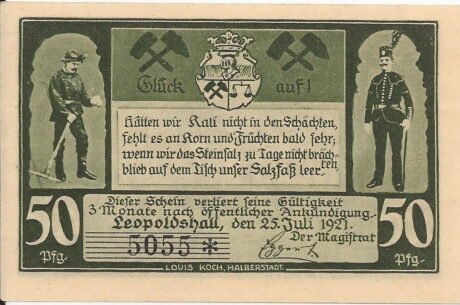 Glück auf!
Hätten wir Kali nicht in den Schächten,
fehlt es an Korn und Früchten bald sehr;
wenn wir das Steinsalz zu Tage nicht bräch-
ten,
blieb auf dem Tisch unser Salzfaß leer.
Dieser Schein verliert seine Gültigkeit
3 Monate nach öffentlicher Ankündigung.
Leopoldshall, den 25. Juli 1921.
50 Pfg.
5055 *
Der Magistrat
50 Pfg.
LOUIS KOCH, HALBERSTADT.